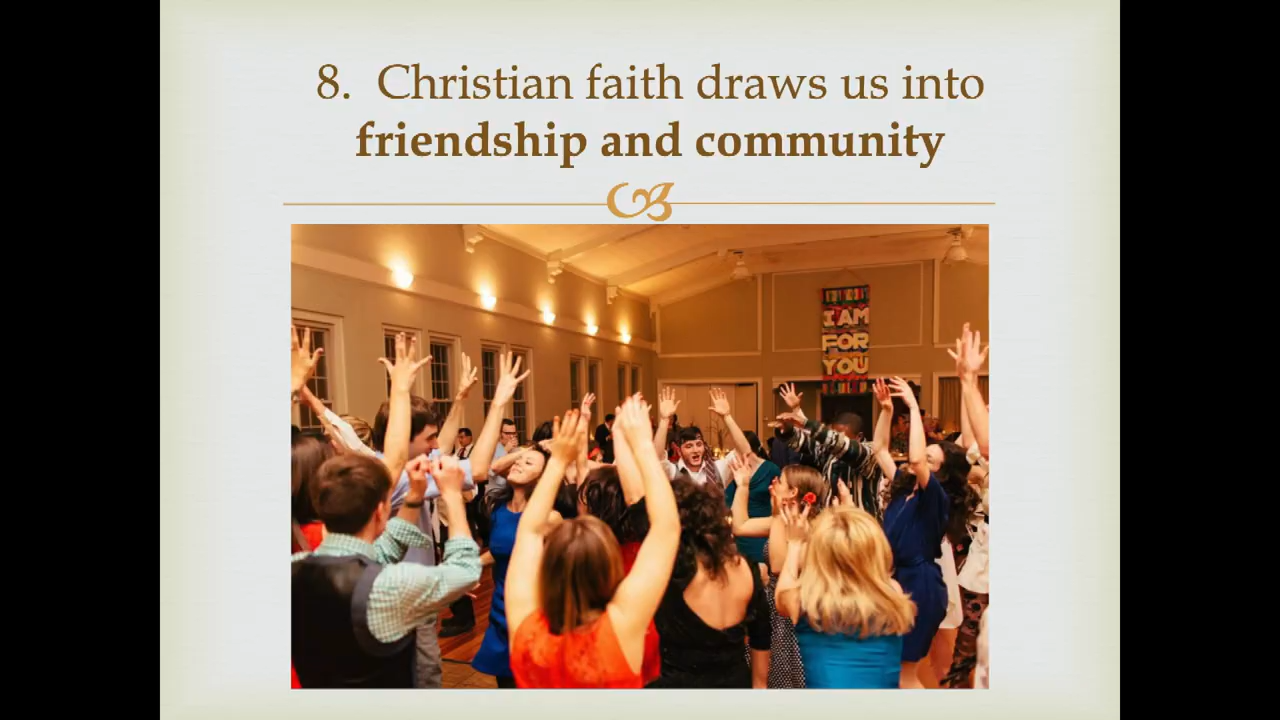 8. Christian faith draws us into
friendship and community
I AM
FOR
YOU